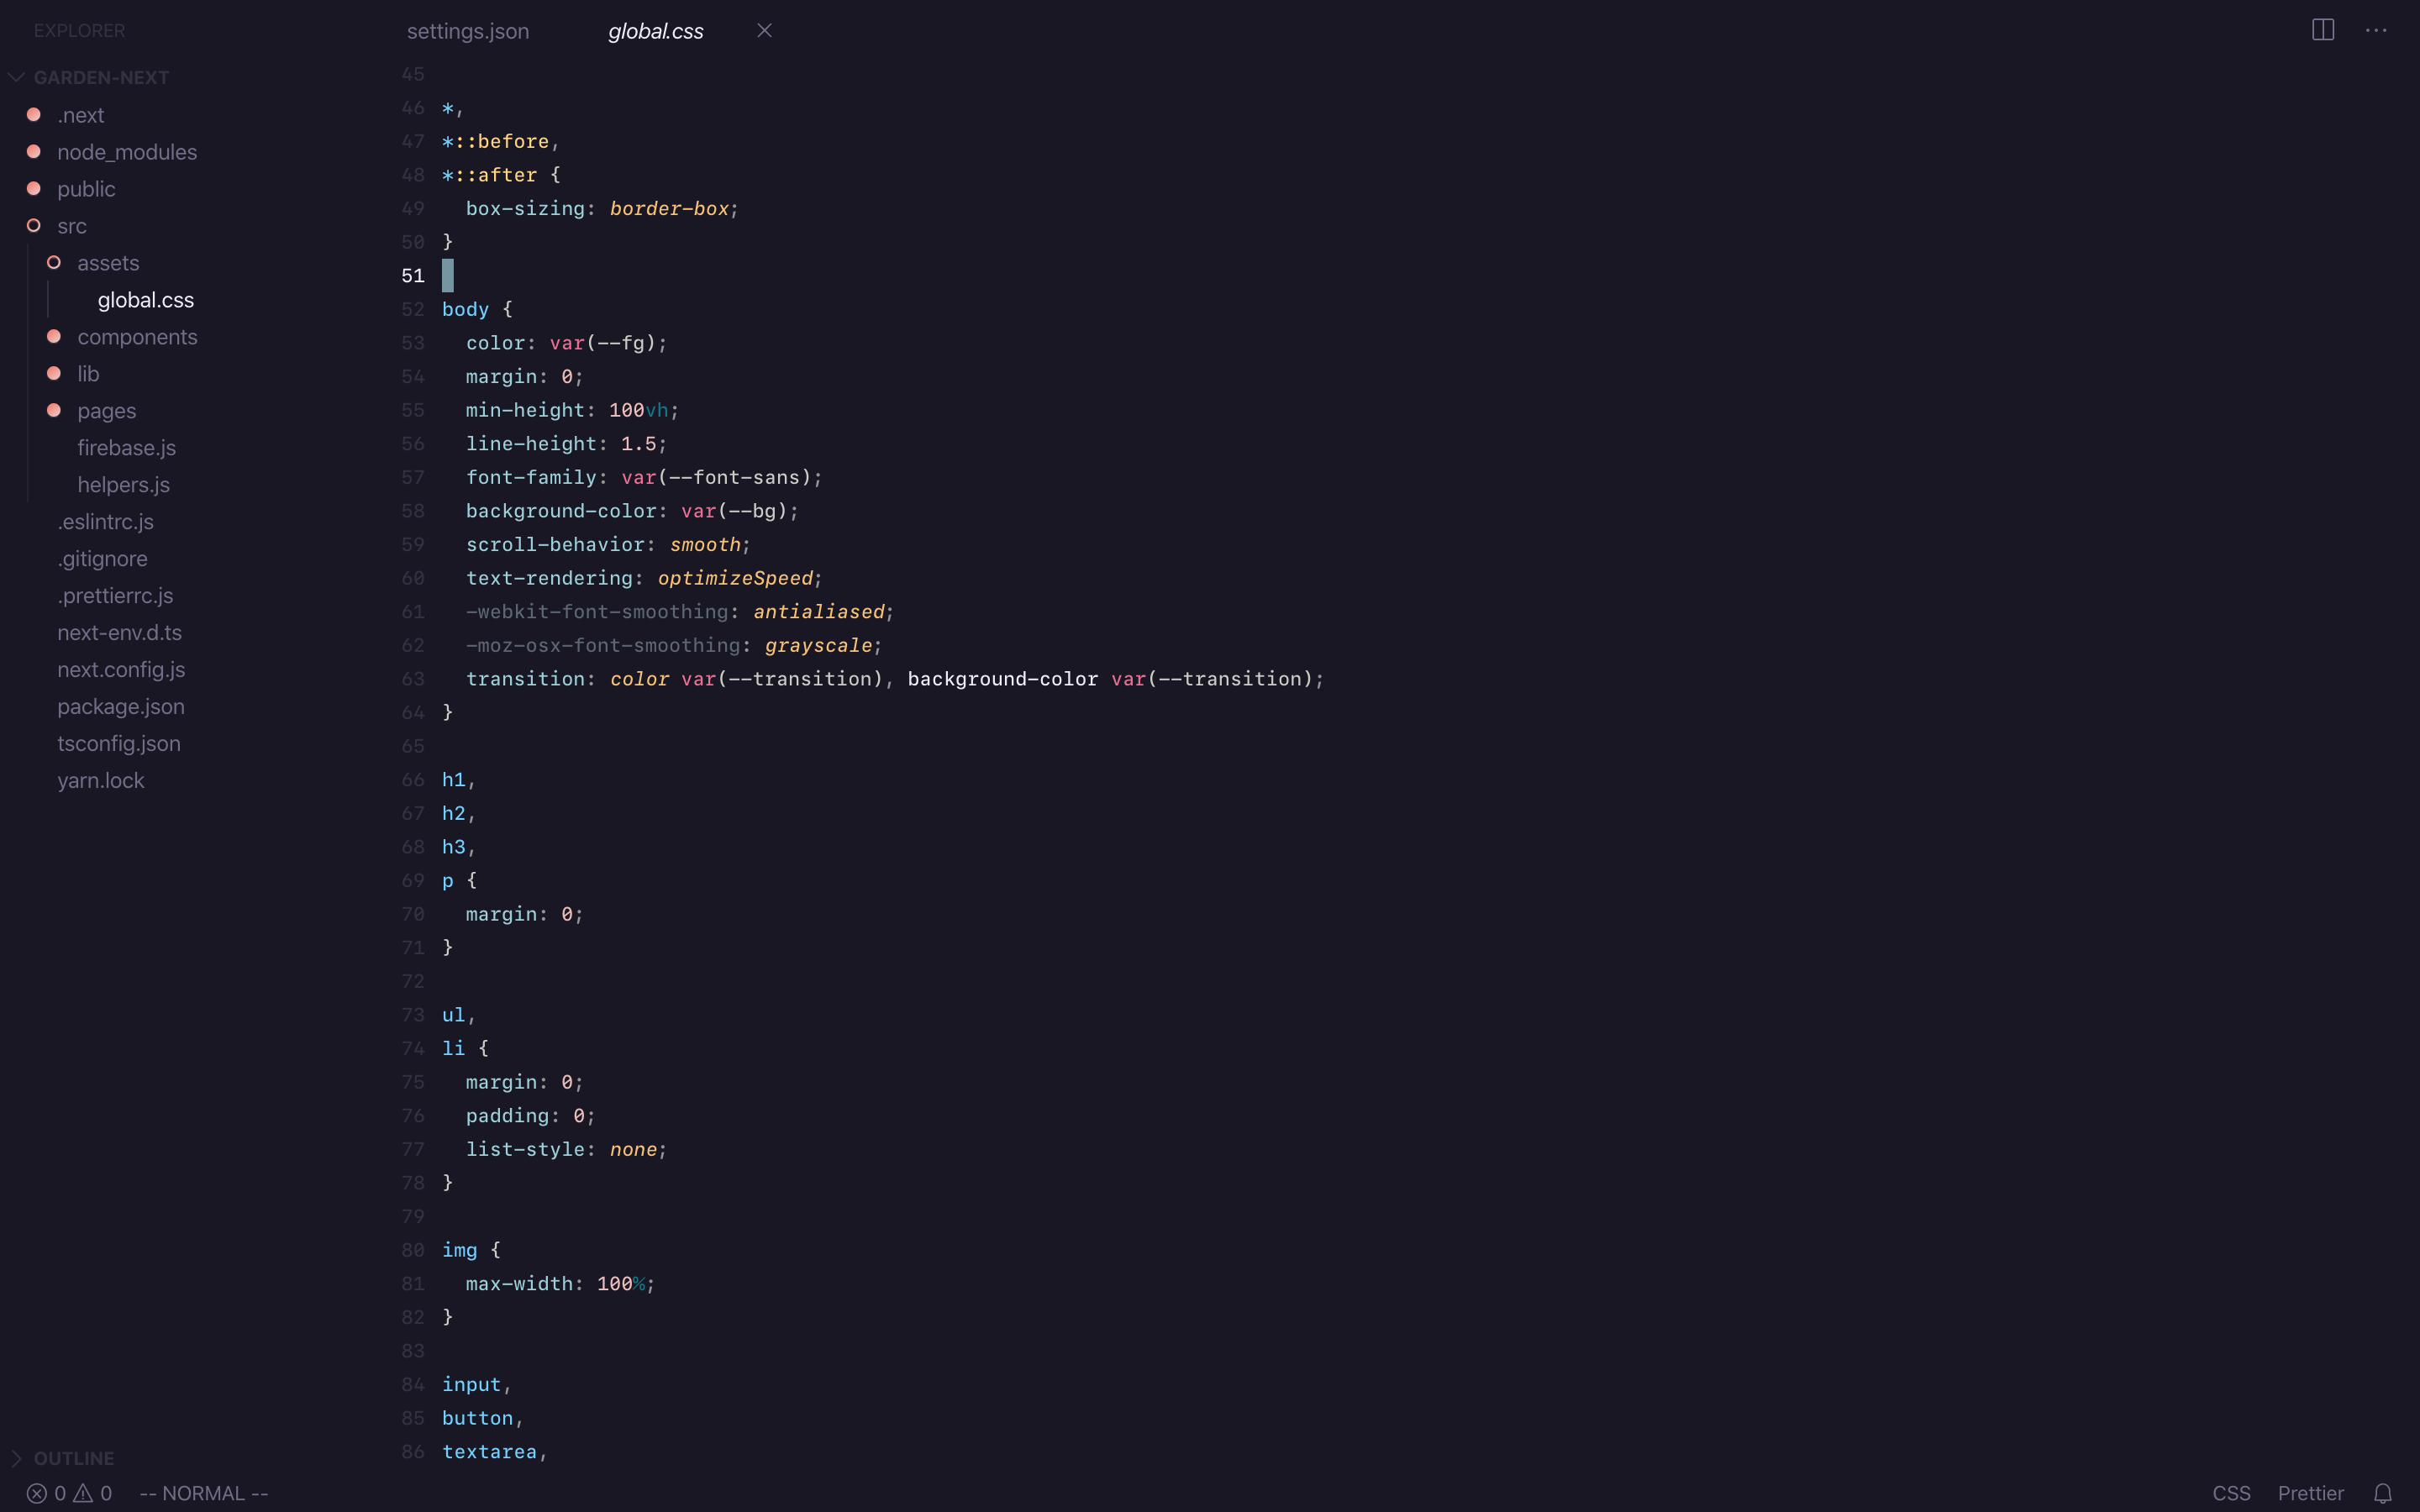 EXPLORER
GARDEN-NEXT
.next
node_modules
public
src
assets
global.css
components
lib
pages
firebase.js
helpers.js
.eslintrc.js
.gitignore
.prettierrc.js
next-env.d.ts
next.config.js
package.json
tsconfig.json
yarn.lock
OUTLINE
settings.json global.css
45
46 *,
47 *::before,
48 *::after {
49   box-sizing: border-box;
50 }
51
52 body {
53   color: var(--fg);
54   margin: 0;
55   min-height: 100vh;
56   line-height: 1.5;
57   font-family: var(--font-sans);
58   background-color: var(--bg);
59   scroll-behavior: smooth;
60   text-rendering: optimizeSpeed;
61   -webkit-font-smoothing: antialiased;
62   -moz-osx-font-smoothing: grayscale;
63   transition: color var(--transition), background-color var(--transition);
64 }
65
66 h1,
67 h2,
68 h3,
69 p {
70   margin: 0;
71 }
72
73 ul,
74 li {
75   margin: 0;
76   padding: 0;
77   list-style: none;
78 }
79
80 img {
81   max-width: 100%;
82 }
83
84 input,
85 button,
86 textarea,
0 0 -- NORMAL -- CSS Prettier